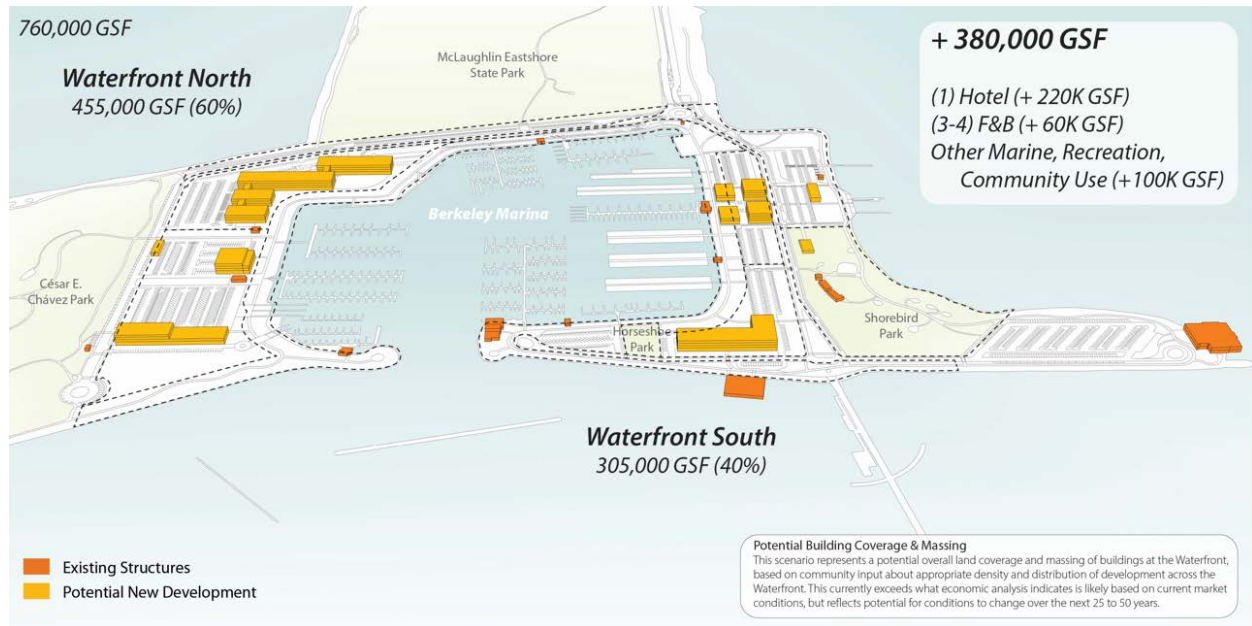 760,000 GSF
Waterfront North
455,000 GSF (60%)
McLaughlin Eastshore
State Park
+ 380,000 GSF
(1) Hotel (+ 220K GSF)
(3-4) F&B (+ 60K GSF)
Other Marine, Recreation,
Community Use (+100K GSF)
Berkeley Marina
César E.
Chávez Park
Horseshoe
Park
Shorebird
Park
Waterfront South
305,000 GSF (40%)
Existing Structures
Potential New Development
Potential Building Coverage & Massing
This scenario represents a potential overall land coverage and massing of buildings at the Waterfront,
based on community input about appropriate density and distribution of development across the
Waterfront. This currently exceeds what economic analysis indicates is likely based on current market
conditions, but reflects potential for conditions to change over the next 25 to 50 years.